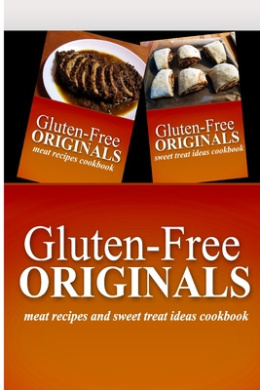 Gluten-Free
ORIGINALS
meat recipes cookbook
Gluten-Free
ORIGINALS
sweet treat ideas cookbook
Gluten-Free
ORIGINALS
meat recipes and sweet treat ideas cookbook